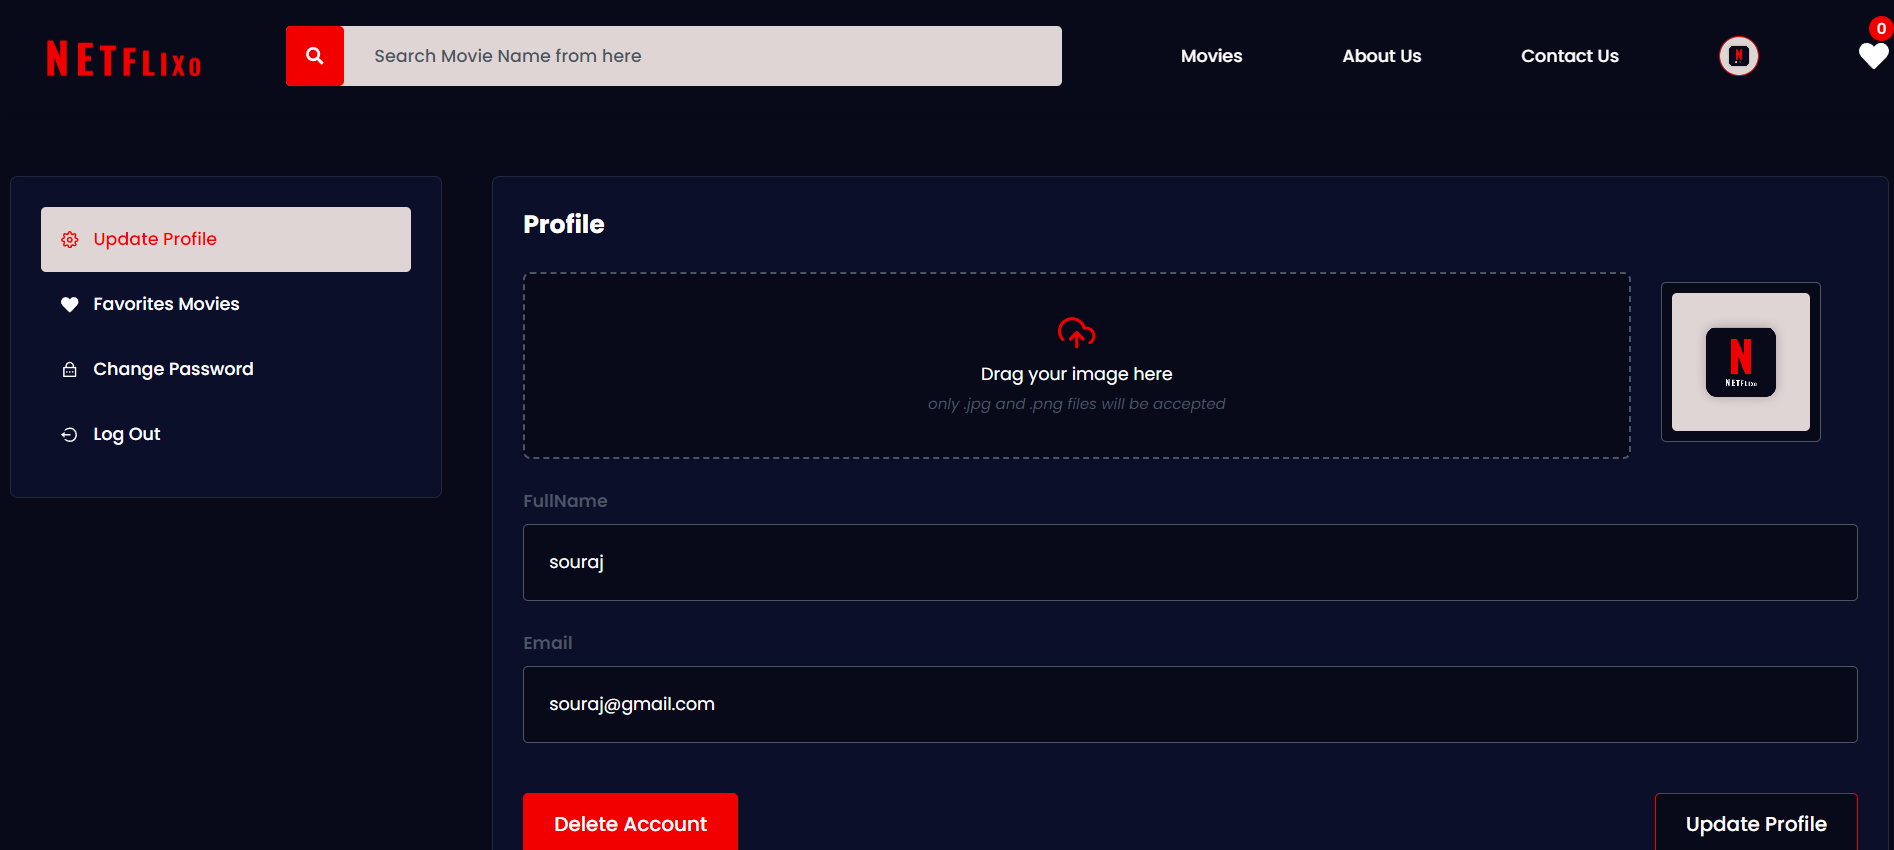 NETFLIXO
Search Movie Name from here
Movies
About Us
Contact Us
N
0
Update Profile
Favorites Movies
Change Password
Log Out
Profile
Drag your image here
only .jpg and .png files will be accepted
N
NETFLIXO
FullName
souraj
Email
souraj@gmail.com
Delete Account
Update Profile